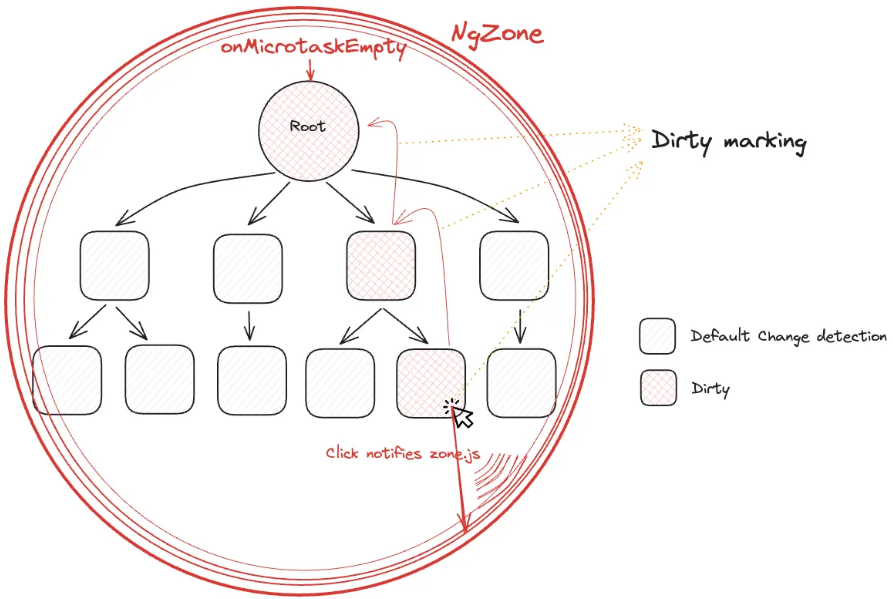 NgZone
onMicrotaskEmpty
Root
Dirty marking
Default Change detection
Dirty
Click notifies zone.js